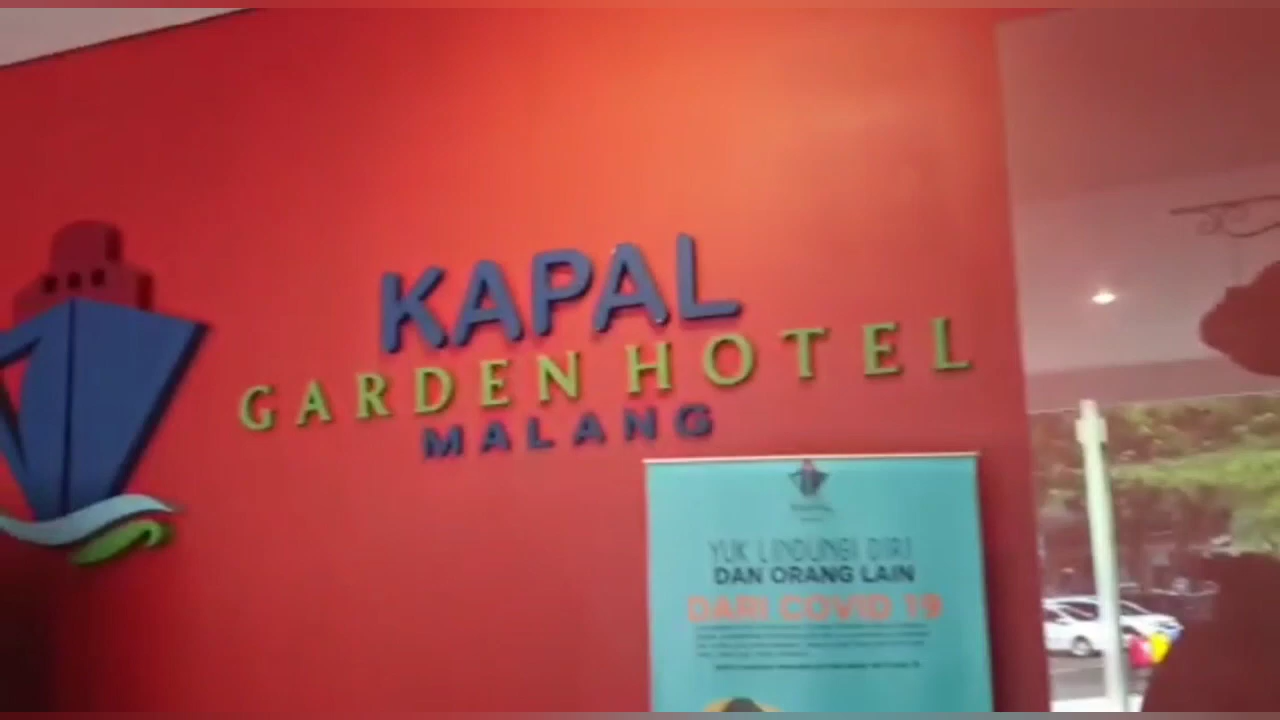 KAPAL
GARDEN HOTEL
MALANG
YUK LINDUNGI DIRI
DAN ORANG LAIN
DARI COVID 19